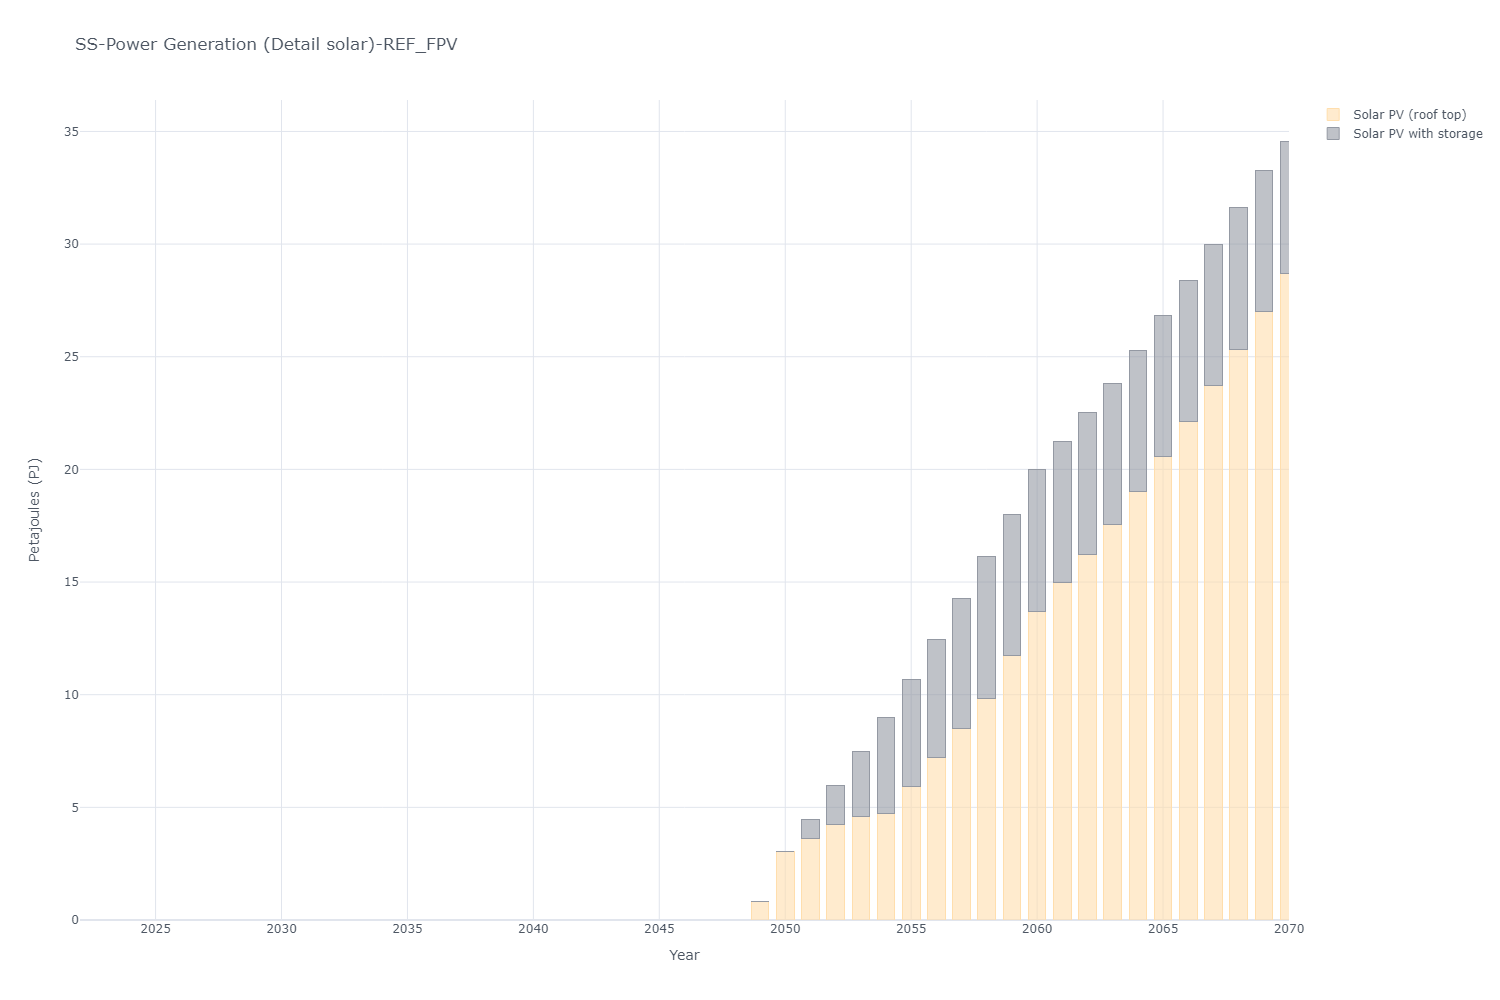 SS-Power Generation (Detail solar)-REF_FPV
Solar PV (roof top)
Solar PV with storage
35
30
25
20
15
10
5
0
Petajoules (PJ)
2025 2030 2035 2040 2045 2050 2055 2060 2065 2070
Year